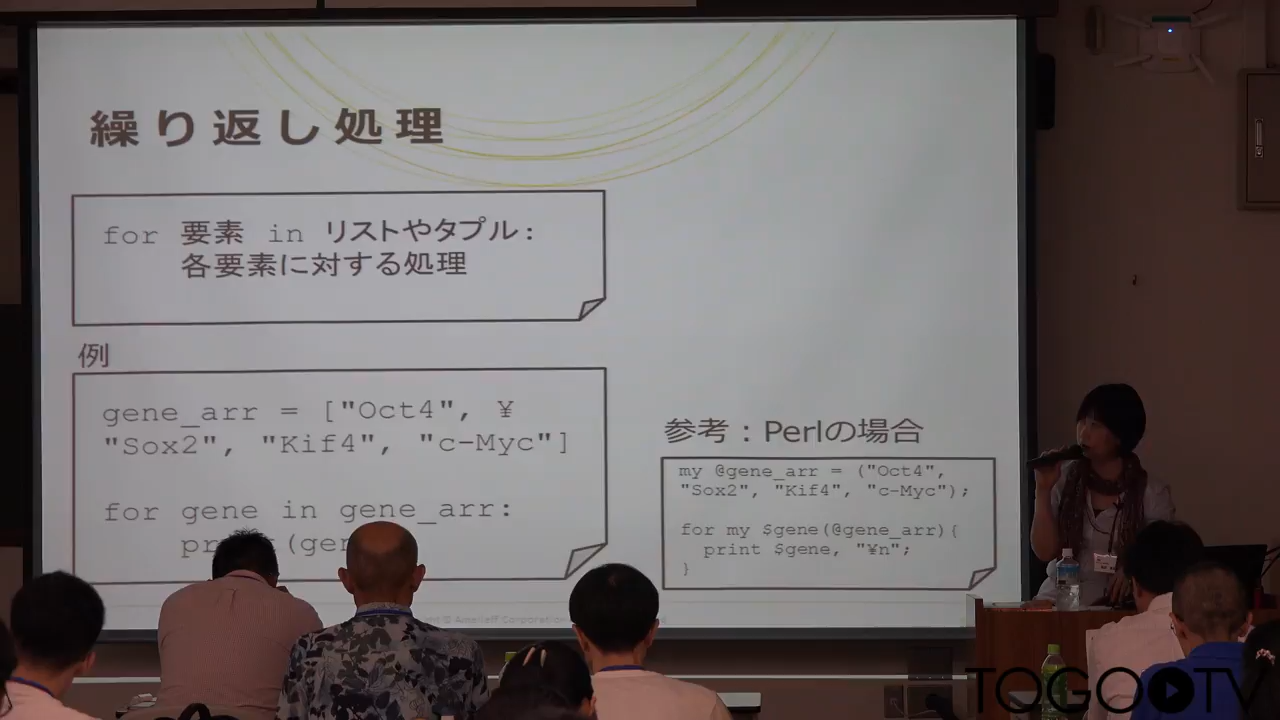 繰り返し処理
for 要素 in リストやタプル:
各要素に対する処理
例
gene_arr = ["Oct4", ¥
"Sox2", "Kif4", "c-Myc"]
for gene in gene_arr:
参考：Perlの場合
my @gene_arr = ("Oct4",
"Sox2", "Kif4", "c-Myc");
for my $gene(@gene_arr){
print $gene, "¥n";
}
Amelieff Corporation
TOGOTV